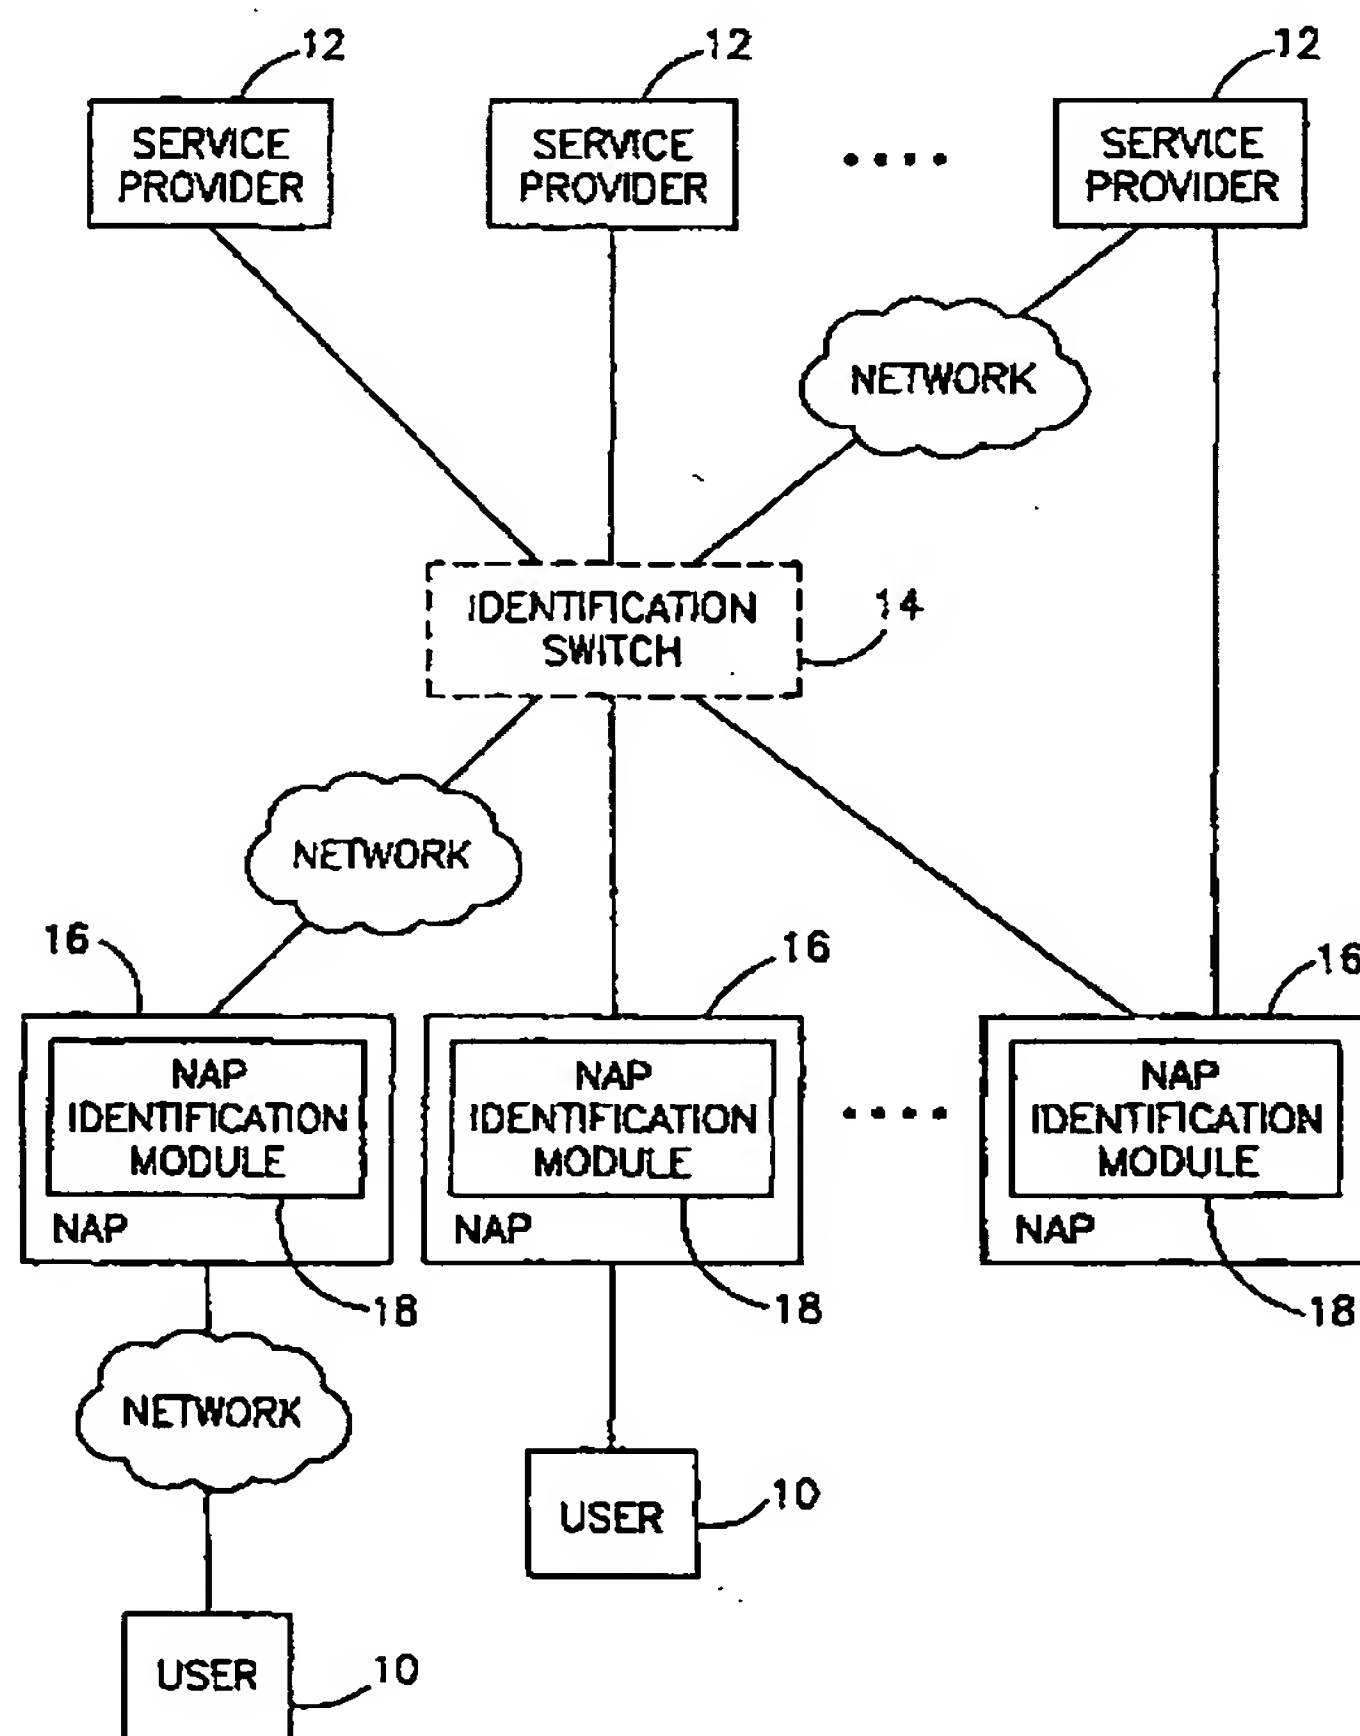 12
12
12
SERVICE
PROVIDER
SERVICE
PROVIDER
SERVICE
PROVIDER
NETWORK
IDENTIFICATION
SWITCH
14
NETWORK
16
16
16
NAP
IDENTIFICATION
MODULE
NAP
NAP
IDENTIFICATION
MODULE
NAP
NAP
IDENTIFICATION
MODULE
NAP
18
18
18
NETWORK
USER
10
USER
10